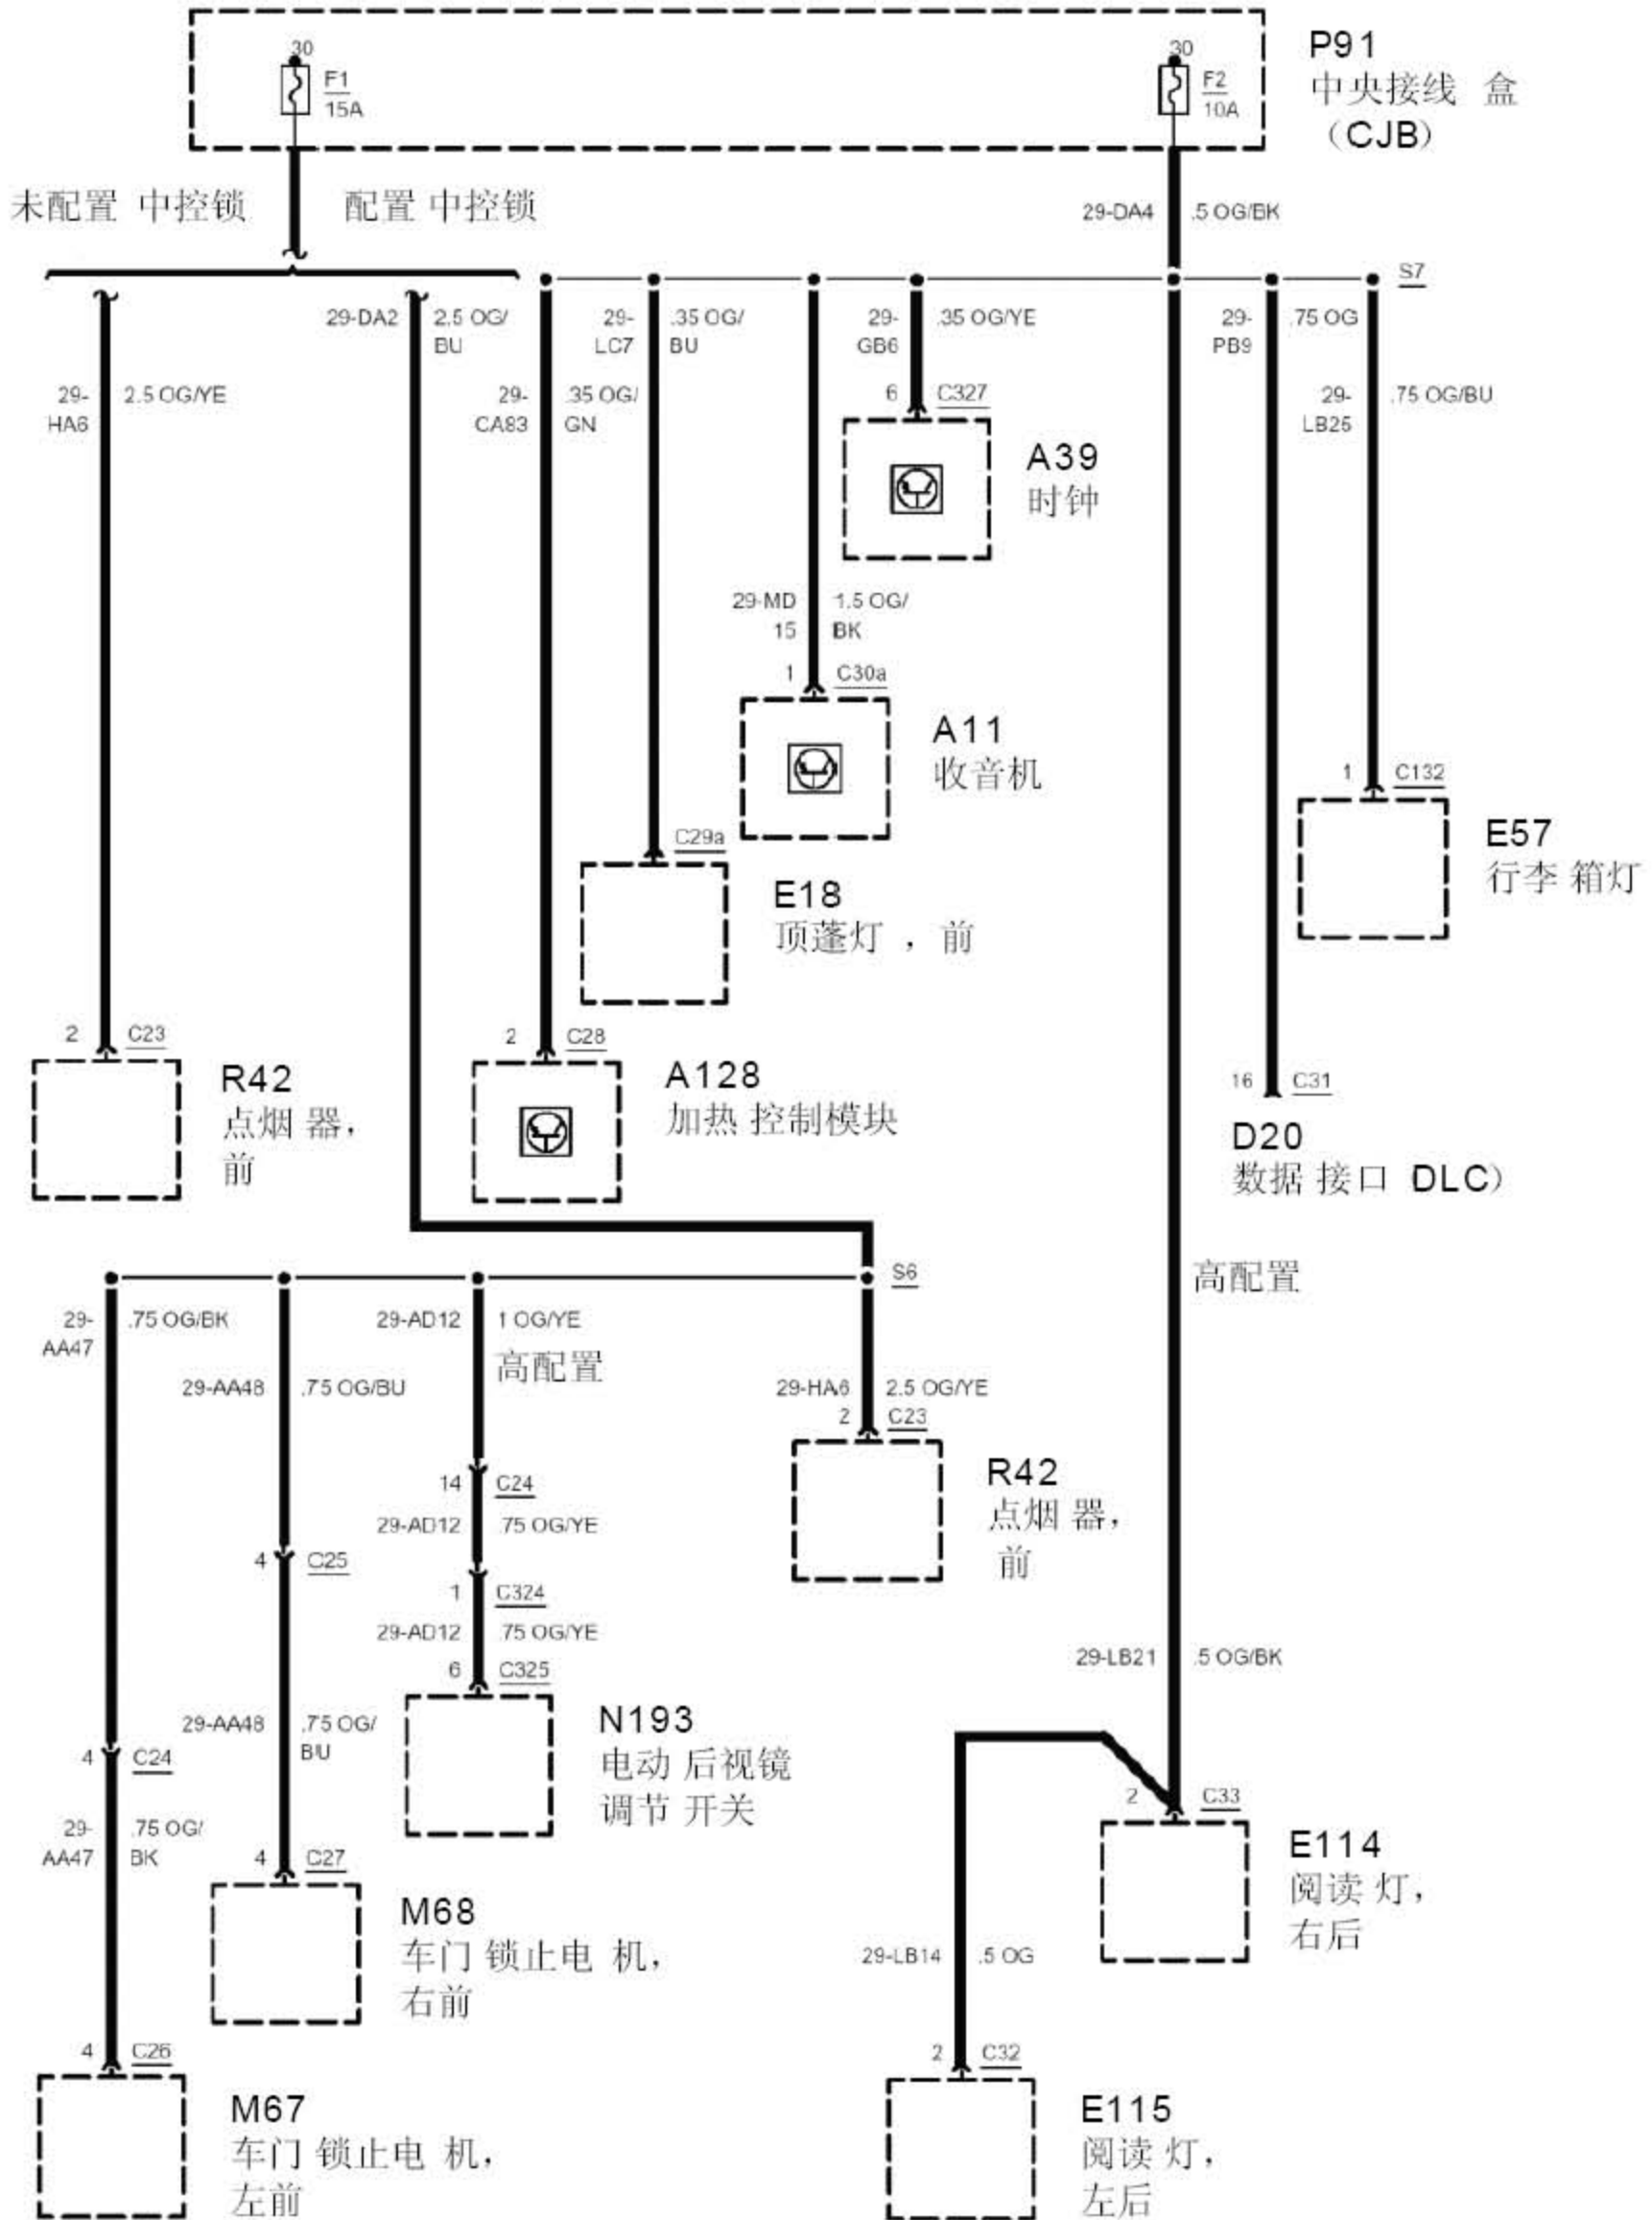 30
F1
15A
30
F2
10A
P91
中央接线 盒
（CJB）
未配置 中控锁
配置 中控锁
29-DA4
.5 OG/BK
S7
29-DA2
2.5 OG/
BU
29-
LC7
.35 OG/
BU
29-
GB6
.35 OG/YE
29-
PB9
.75 OG
29-
HA6
2.5 OG/YE
29-
CA83
.35 OG/
GN
6
C327
29-
LB25
.75 OG/BU
A39
时钟
29-MD
15
1.5 OG/
BK
1
C30a
A11
收音机
1
C132
E57
行李 箱灯
C29a
E18
顶蓬灯 ，前
2
C23
R42
点烟 器，
前
2
C28
A128
加热 控制模块
16
C31
D20
数据 接口 DLC）
S6
高配置
29-
AA47
.75 OG/BK
29-AD12
1 OG/YE
高配置
29-AA48
.75 OG/BU
29-HA6
2.5 OG/YE
2
C23
R42
点烟 器，
前
14
C24
29-AD12
.75 OG/YE
4
C25
1
C324
29-AD12
.75 OG/YE
6
C325
N193
电动 后视镜
调节 开关
29-LB21
.5 OG/BK
29-AA48
.75 OG/
BU
4
C24
29-
AA47
.75 OG/
BK
2
C33
E114
阅读 灯，
右后
4
C27
M68
车门 锁止电 机，
右前
29-LB14
.5 OG
4
C26
M67
车门 锁止电 机，
左前
2
C32
E115
阅读 灯，
左后